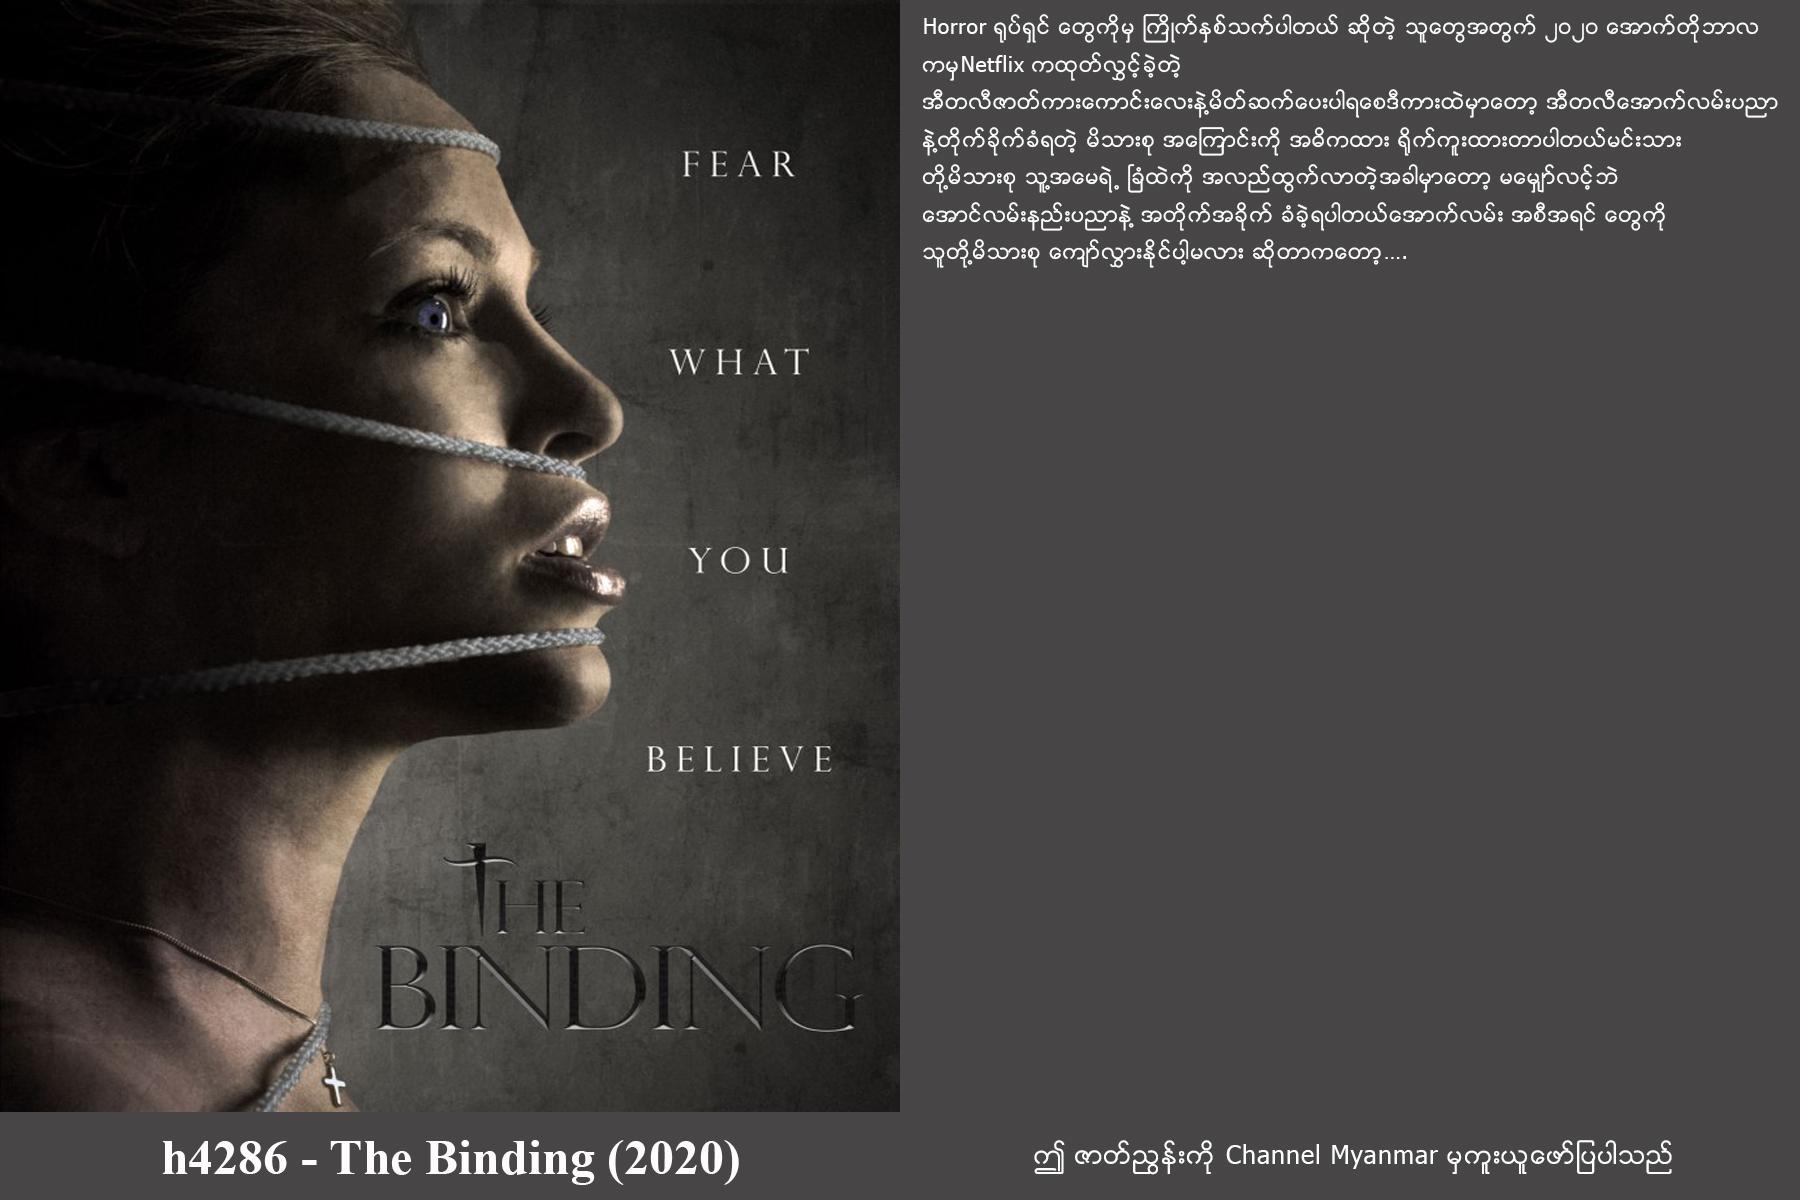 FEAR
WHAT
YOU
BELIEVE
THE
BINDING
h4286 - The Binding (2020)
Horror ရုပ်ရှင် တွေကိုမှ ကြိုက်နှစ်သက်ပါတယ် ဆိုတဲ့ သူတွေအတွက် ၂၀၂၀ အောက်တိုဘာလ
ကမှNetflix ကထုတ်လွှင့်ခဲ့တဲ့
အီတလီဇာတ်ကားကောင်းလေးနဲ့မိတ်ဆက်ပေးပါရစေဒီကားထဲမှာတော့ အီတလီအောက်လမ်းပညာ
နဲ့တိုက်ခိုက်ခံရတဲ့ မိသားစု အကြောင်းကို အဓိကထား ရိုက်ကူးထားတာပါတယ်မင်းသား
တို့မိသားစု သူ့အမေရဲ့ ခြံထဲကို အလည်ထွက်လာတဲ့အခါမှာတော့ မမျှော်လင့်ဘဲ
အောင်လမ်းနည်းပညာနဲ့ အတိုက်အခိုက် ခံခဲ့ရပါတယ်အောက်လမ်း အစီအရင် တွေကို
သူတို့မိသားစု ကျော်လွှားနိုင်ပါ့မလား ဆိုတာကတော့....
ဤ ဇာတ်ညွှန်းကို Channel Myanmar မှကူးယူဖော်ပြပါသည်